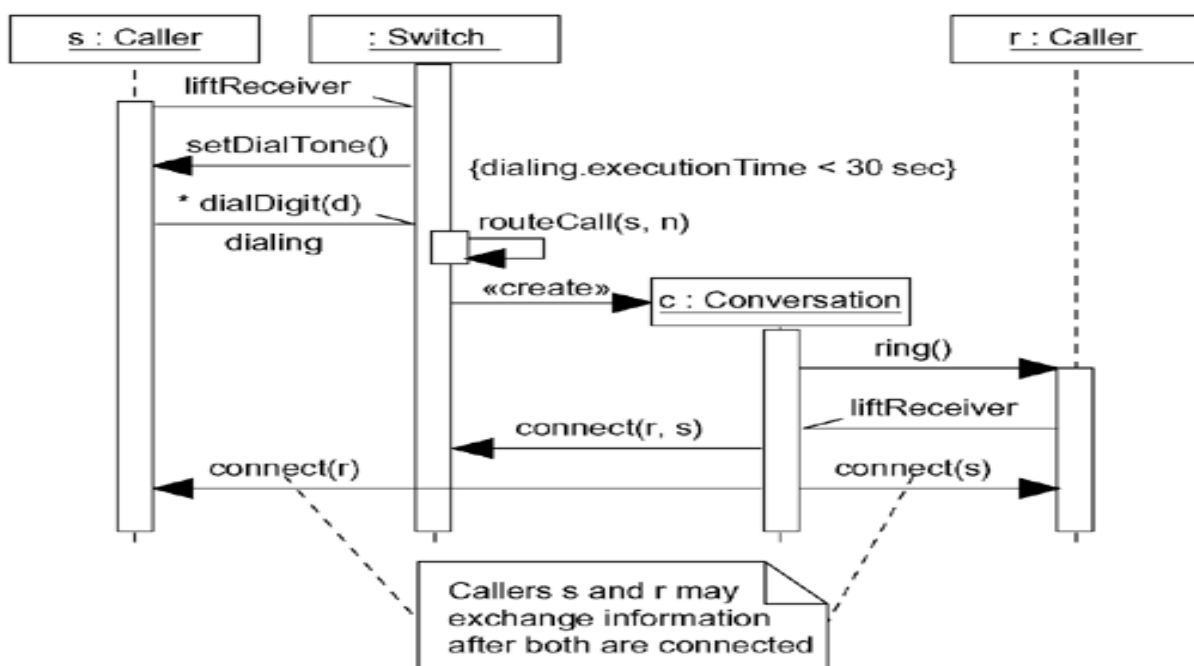 s : Caller
: Switch
r : Caller
liftReceiver
setDialTone()
{dialing.executionTime < 30 sec}
* dialDigit(d)
dialing
routeCall(s, n)
«create»
c : Conversation
ring()
liftReceiver
connect(r, s)
connect(r)
connect(s)
Callers s and r may
exchange information
after both are connected